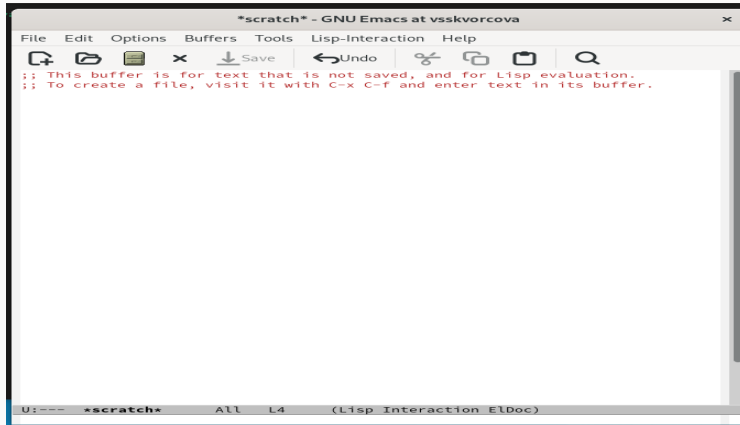 *scratch* - GNU Emacs at vsskvorcova
File Edit Options Buffers Tools Lisp-Interaction Help
Save Undo
;; This buffer is for text that is not saved, and for Lisp evaluation.
;; To create a file, visit it with C-x C-f and enter text in its buffer.
U:--- *scratch* All L4 (Lisp Interaction ElDoc)